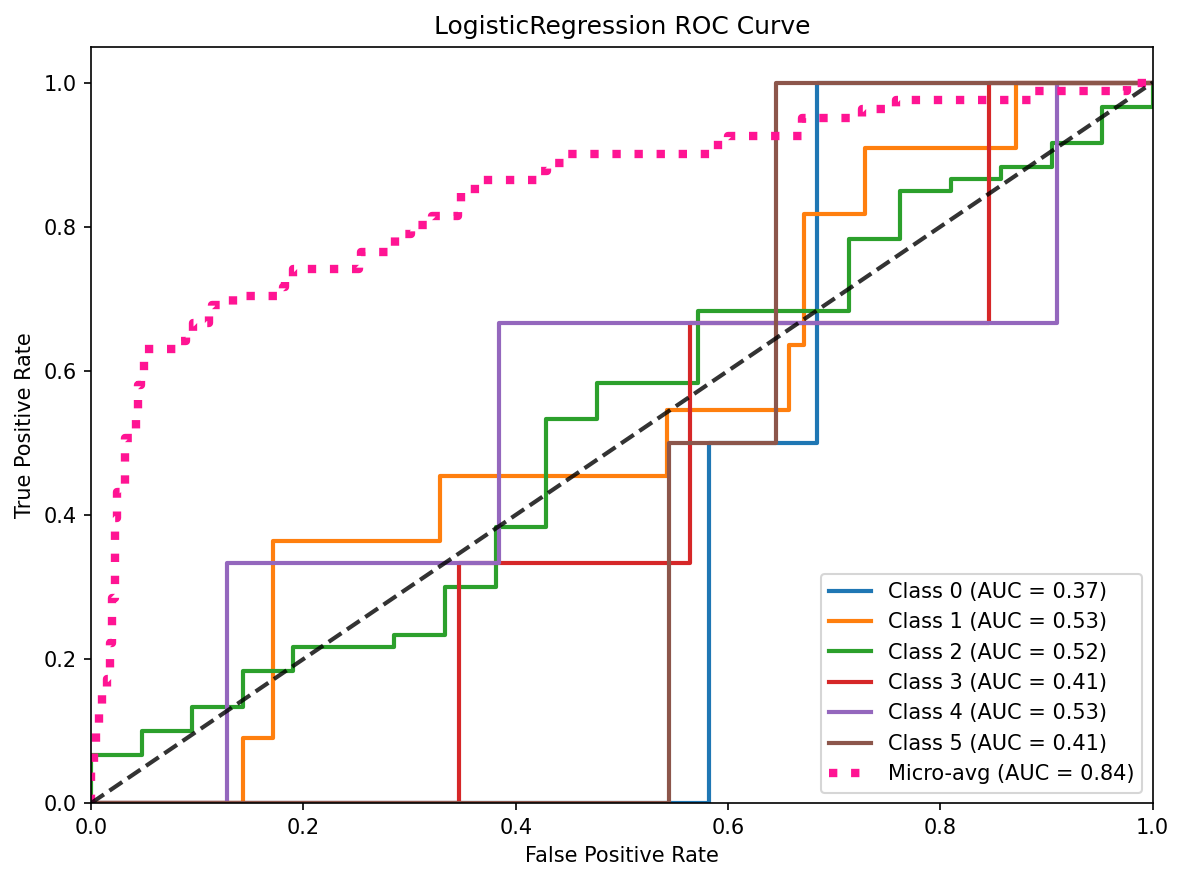 LogisticRegression ROC Curve
True Positive Rate
1.0
0.8
0.6
0.4
0.2
0.0
0.0 0.2 0.4 0.6 0.8 1.0
False Positive Rate
Class 0 (AUC = 0.37)
Class 1 (AUC = 0.53)
Class 2 (AUC = 0.52)
Class 3 (AUC = 0.41)
Class 4 (AUC = 0.53)
Class 5 (AUC = 0.41)
Micro-avg (AUC = 0.84)